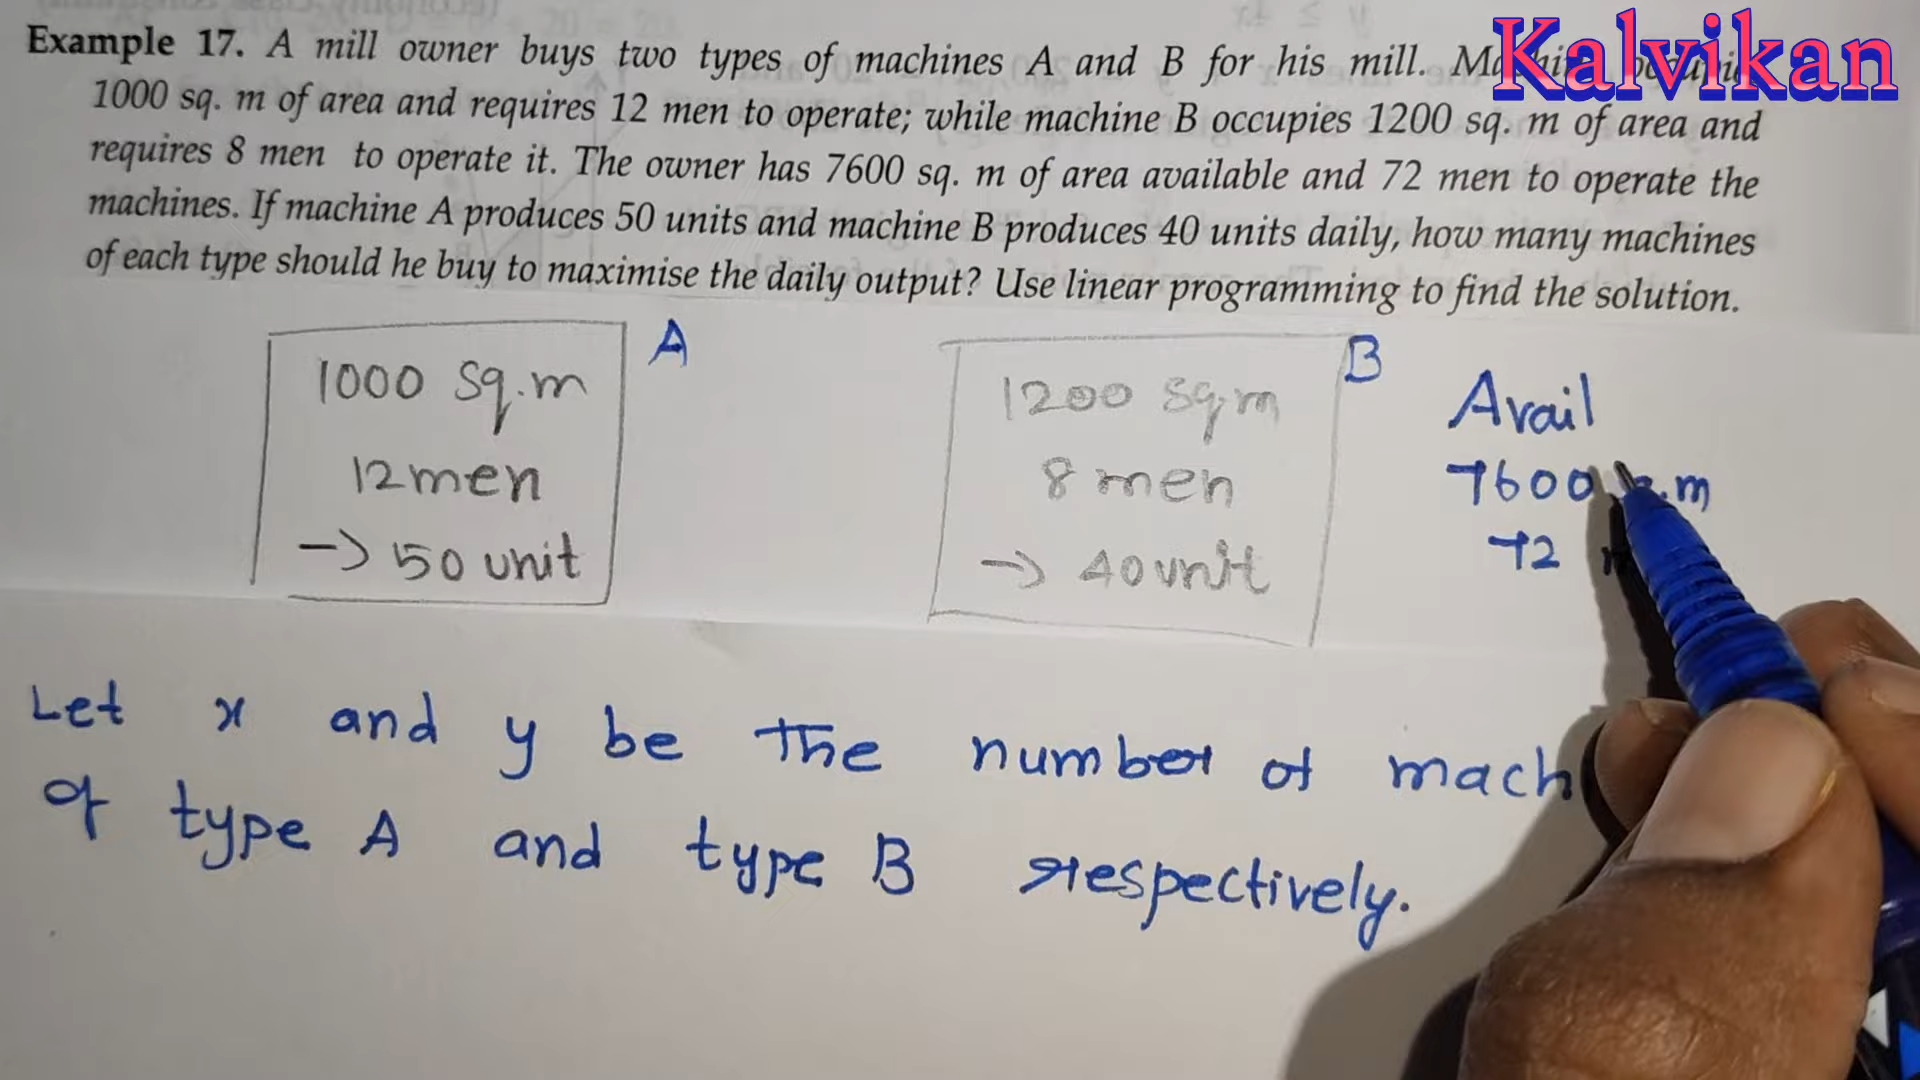 Kalvikan
Example 17. A mill owner buys two types of machines A and B for his mill.
1000 sq. m of area and requires 12 men to operate; while machine B occupies 1200 sq. m of area and
requires 8 men to operate it. The owner has 7600 sq. m of area available and 72 men to operate the
machines. If machine A produces 50 units and machine B produces 40 units daily, how many machines
of each type should he buy to maximise the daily output? Use linear programming to find the solution.
A
1000 sq.m
12 men
-> 50 unit
B
1200 sq.m
8 men
-> 40 unit
Avail
7600 .m
72
Let x and y be the number of mach
of type A and type B respectively.